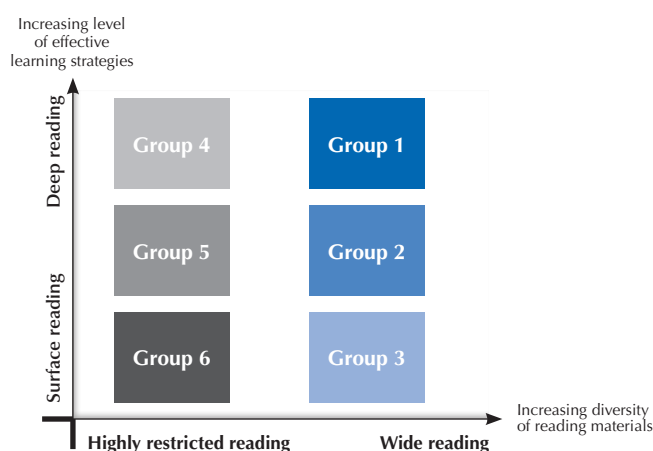 Increasing level
of effective
learning strategies
Deep reading
Surface reading
Group 4
Group 1
Group 5
Group 2
Group 6
Group 3
Increasing diversity
of reading materials
Highly restricted reading
Wide reading